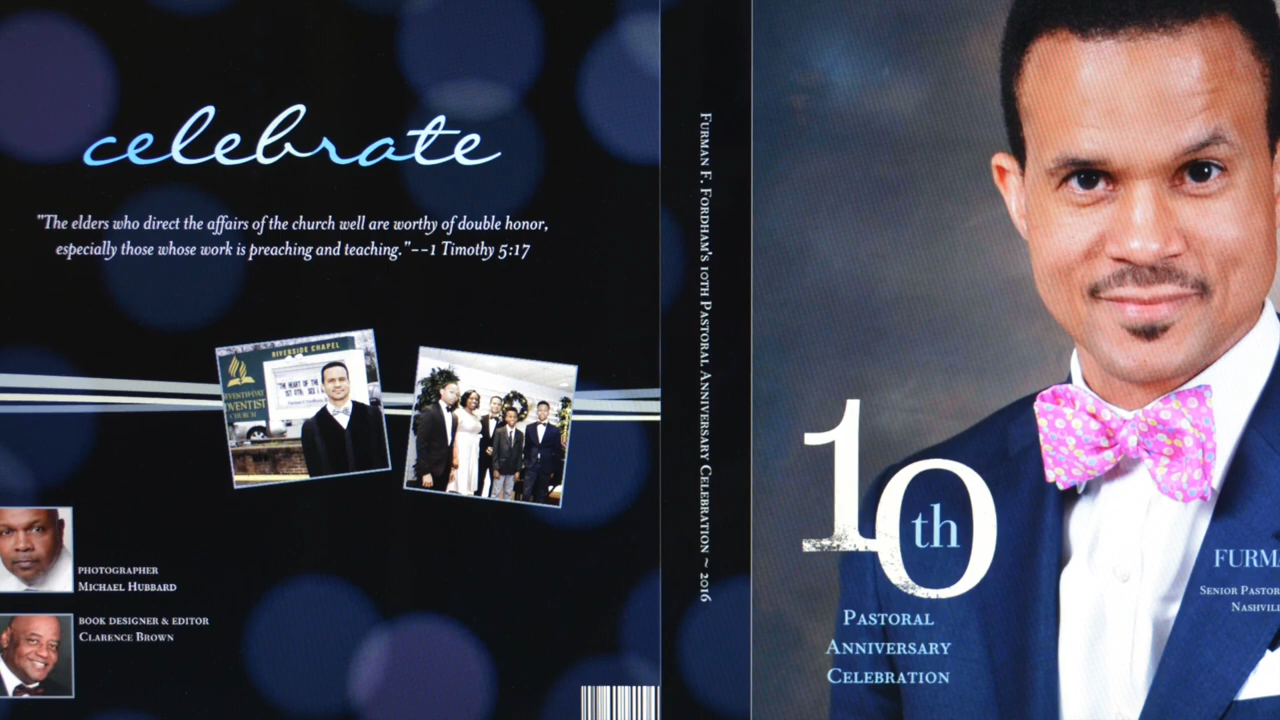 celebrate
"The elders who direct the affairs of the church well are worthy of double honor,
especially those whose work is preaching and teaching."--1 Timothy 5:17
RIVERSIDE CHAPEL
CHURCH
PHOTOGRAPHER
MICHAEL HUBBARD
BOOK DESIGNER & EDITOR
CLARENCE BROWN
FURMAN F. FORDHAM'S 10TH PASTORAL ANNIVERSARY CELEBRATION ~ 2016
10th
PASTORAL
ANNIVERSARY
CELEBRATION
FURMA
SENIOR PASTOR
NASHVILL